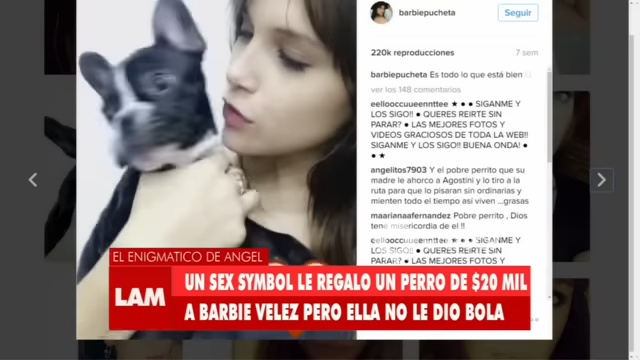 barbiepucheta
Seguir
220k reproducciones
7 sem
barbiepucheta Es todo lo que está bien
ver los 148 comentarios
eellooccuueennttee ★ ● ● SIGANME Y
LOS SIGO!! ● QUERES REIRTE SIN
PARAR? ● LAS MEJORES FOTOS Y
VIDEOS GRACIOSOS DE TODA LA WEB!!
SIGANME Y LOS SIGO!! BUENA ONDA! ●
● ★
angelitos7903 Y el pobre perrito que su
madre le ahorco a Agostini y lo tiro a la
ruta para que lo pisaran sin ordinarias y
mienten todo el tiempo así viven ...grasas
maarianaafernandez Pobre perrito , Dios
tene misericordia de el !!
eellooccuueennttee ★ ● ● SIGANME Y
LOS SIGO!! ● QUERES REIRTE SIN
PARAR? ● LAS MEJORES FOTOS Y
EL ENIGMATICO DE ANGEL
LAM
UN SEX SYMBOL LE REGALO UN PERRO DE $20 MIL
A BARBIE VELEZ PERO ELLA NO LE DIO BOLA